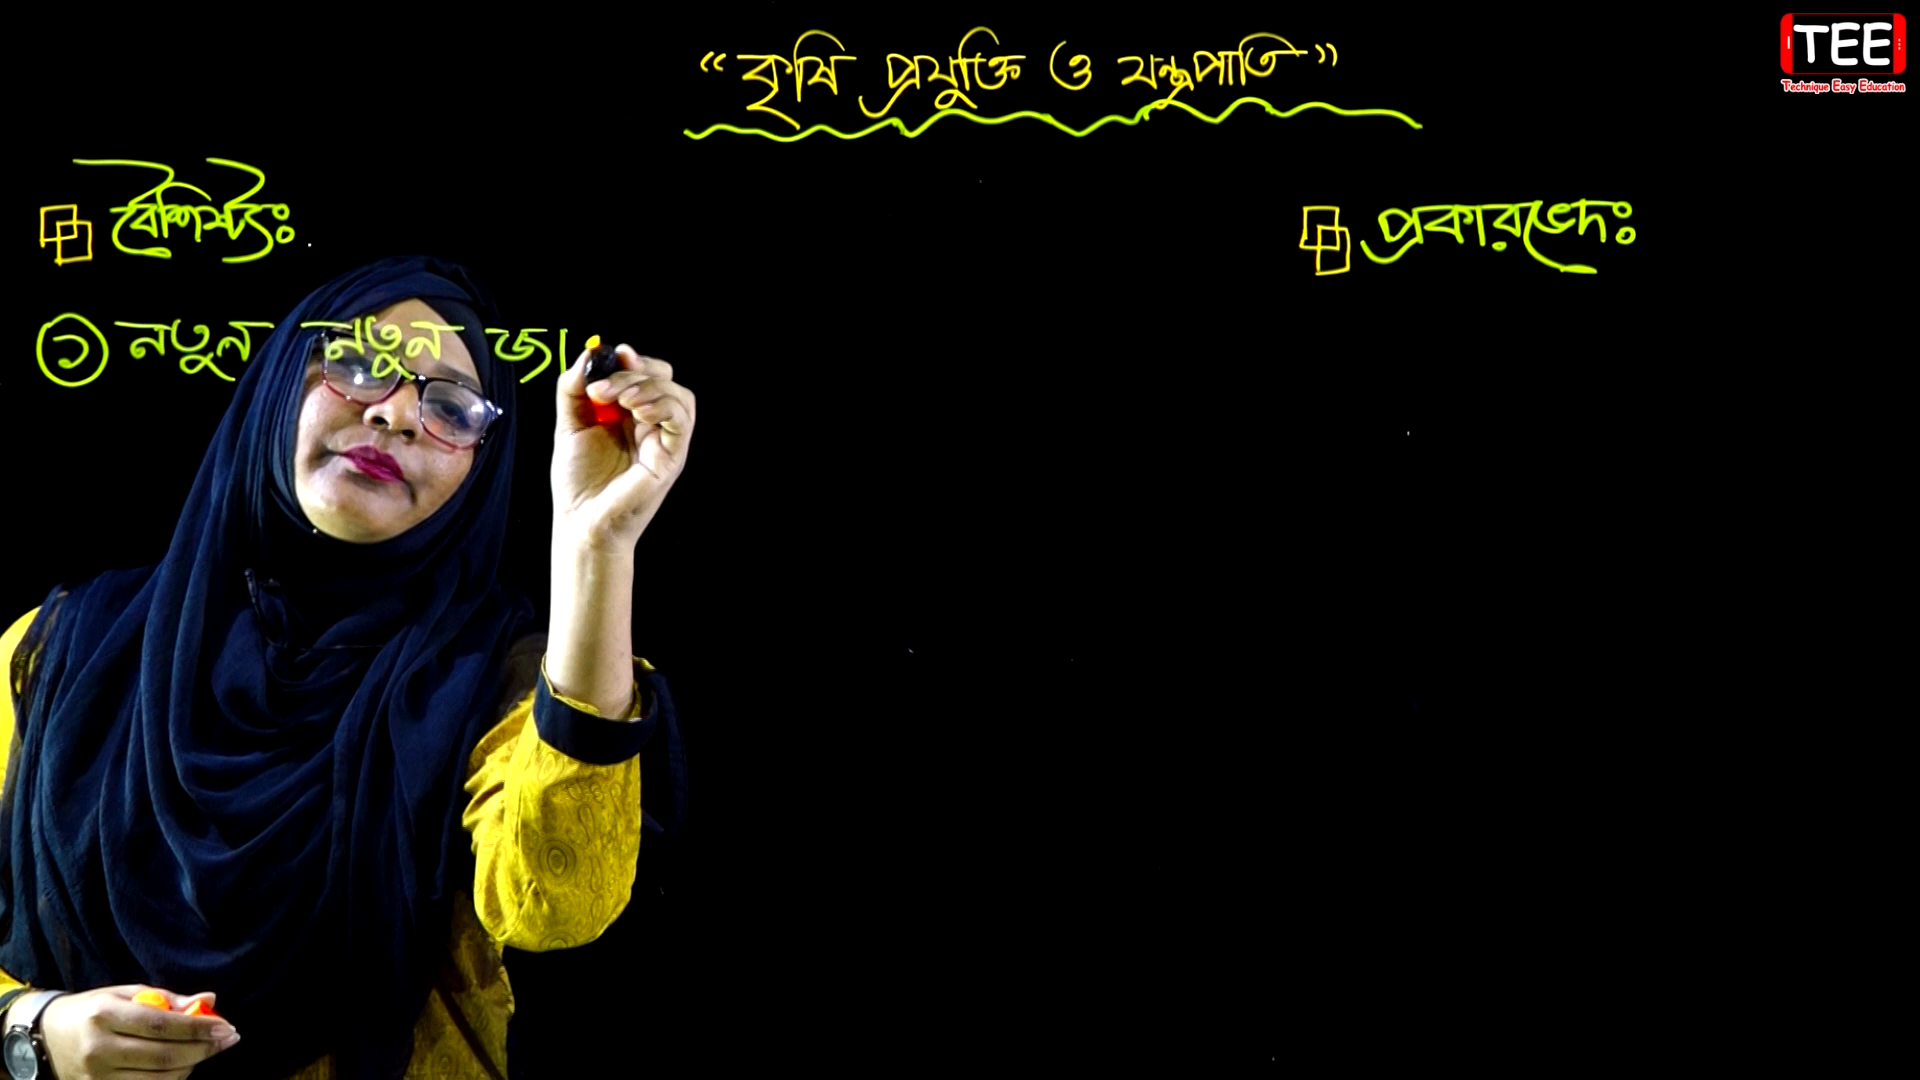 "কৃষি প্রযুক্তি ও যন্ত্রপাতি"
TEE
Technique Easy Education
বৈশিষ্ট্যঃ
প্রকারভেদঃ
১ নতুন নতুন জা